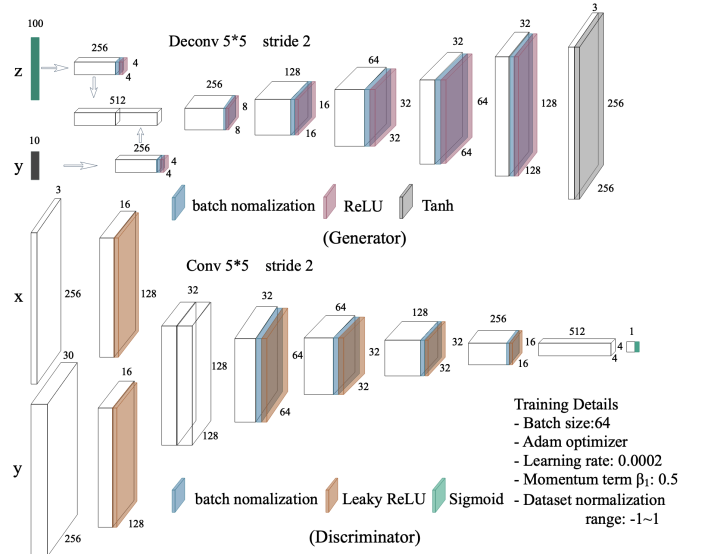 100
z
256
4
4
512
10
y
256
4
4
Deconv 5*5 stride 2
256
8
8
128
16
16
64
32
32
32
64
64
32
128
128
3
256
256
batch nomalization
ReLU
Tanh
(Generator)
Conv 5*5 stride 2
x
3
256
16
128
y
30
256
16
128
32
128
128
32
64
64
64
32
32
128
32
32
256
16
16
512
4
4
1
batch nomalization
Leaky ReLU
Sigmoid
(Discriminator)
Training Details
- Batch size:64
- Adam optimizer
- Learning rate: 0.0002
- Momentum term β₁: 0.5
- Dataset normalization
range: -1~1